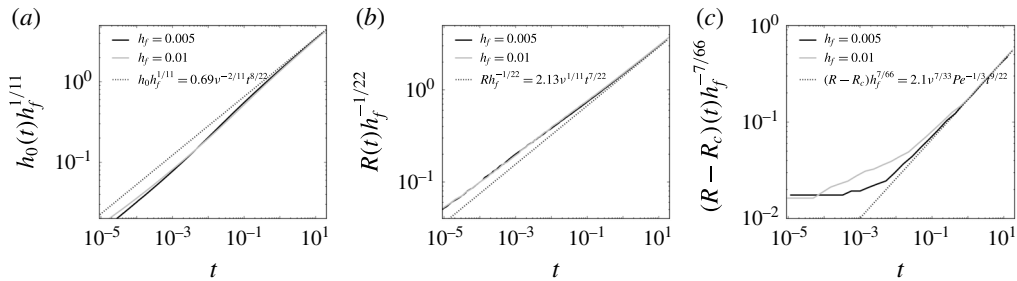 (a)
h_f = 0.005
h_f = 0.01
h_0h_f^{1/11} = 0.69ν^{−2/11}t^{8/22}
h_0(t)h_f^{1/11}
10^0
10^{−1}
10^{−5} 10^{−3} 10^{−1} 10^1
t
(b)
h_f = 0.005
h_f = 0.01
Rh_f^{−1/22} = 2.13ν^{1/11}t^{7/22}
R(t)h_f^{−1/22}
10^0
10^{−1}
10^{−5} 10^{−3} 10^{−1} 10^1
t
(c)
h_f = 0.005
h_f = 0.01
(R − R_c)h_f^{7/66} = 2.1ν^{7/33}Pe^{−1/3}t^{9/22}
(R − R_c)(t)h_f^{−7/66}
10^0
10^{−1}
10^{−2}
10^{−5} 10^{−3} 10^{−1} 10^1
t